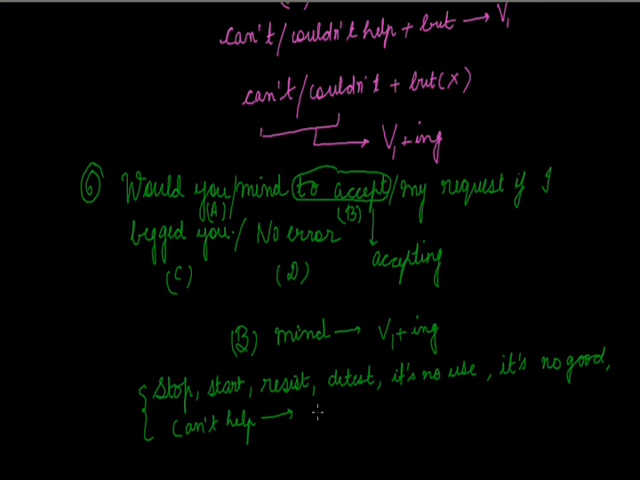 can't/couldn't help + but → V1
can't/couldn't + but (x)
→ V1 + ing
⑥ Would you/mind to accept/my request if I
(A) (B)
begged you./ No error
accepting
(C) (D)
(B) mind → V1 + ing
Stop, start, resist, detest, it's no use, it's no good,
Can't help →